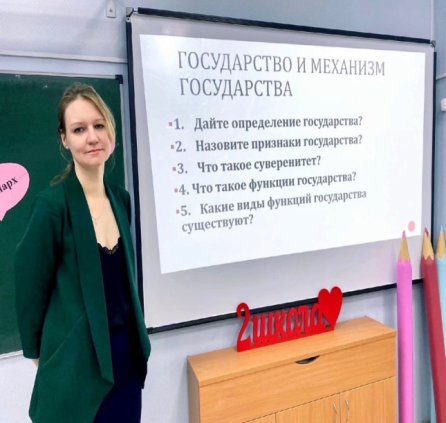 ГОСУДАРСТВО И МЕХАНИЗМ
ГОСУДАРСТВА
1. Дайте определение государства?
2. Назовите признаки государства?
3. Что такое суверенитет?
4. Что такое функции государства?
5. Какие виды функций государства
существуют?
2школа